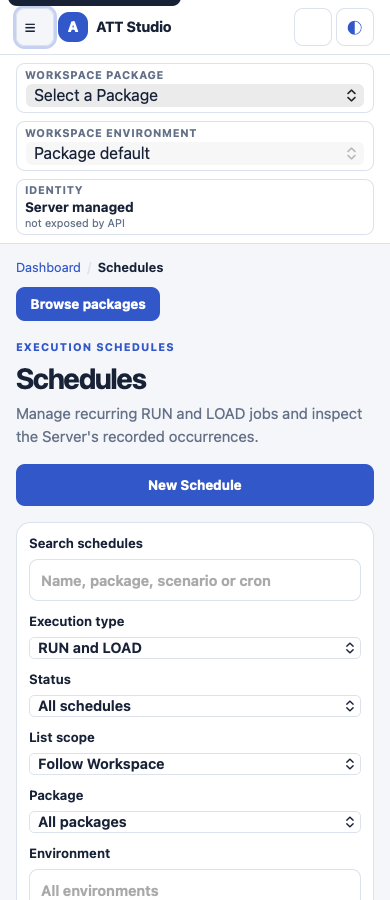 A ATT Studio
WORKSPACE PACKAGE
Select a Package
WORKSPACE ENVIRONMENT
Package default
IDENTITY
Server managed
not exposed by API
Dashboard / Schedules
Browse packages
EXECUTION SCHEDULES
Schedules
Manage recurring RUN and LOAD jobs and inspect
the Server's recorded occurrences.
New Schedule
Search schedules
Name, package, scenario or cron
Execution type
RUN and LOAD
Status
All schedules
List scope
Follow Workspace
Package
All packages
Environment
All environments